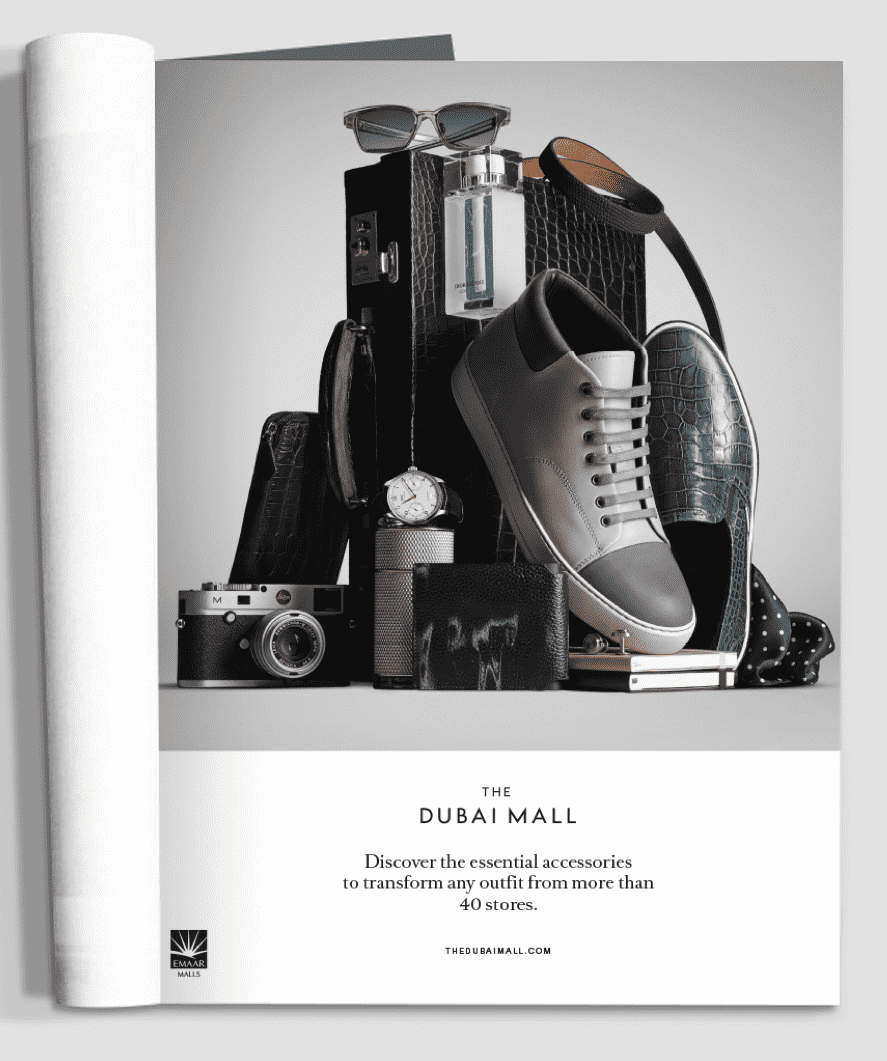 M
THE
DUBAI MALL
Discover the essential accessories
to transform any outfit from more than
40 stores.
THEDUBAIMALL.COM
EMAAR
MALLS